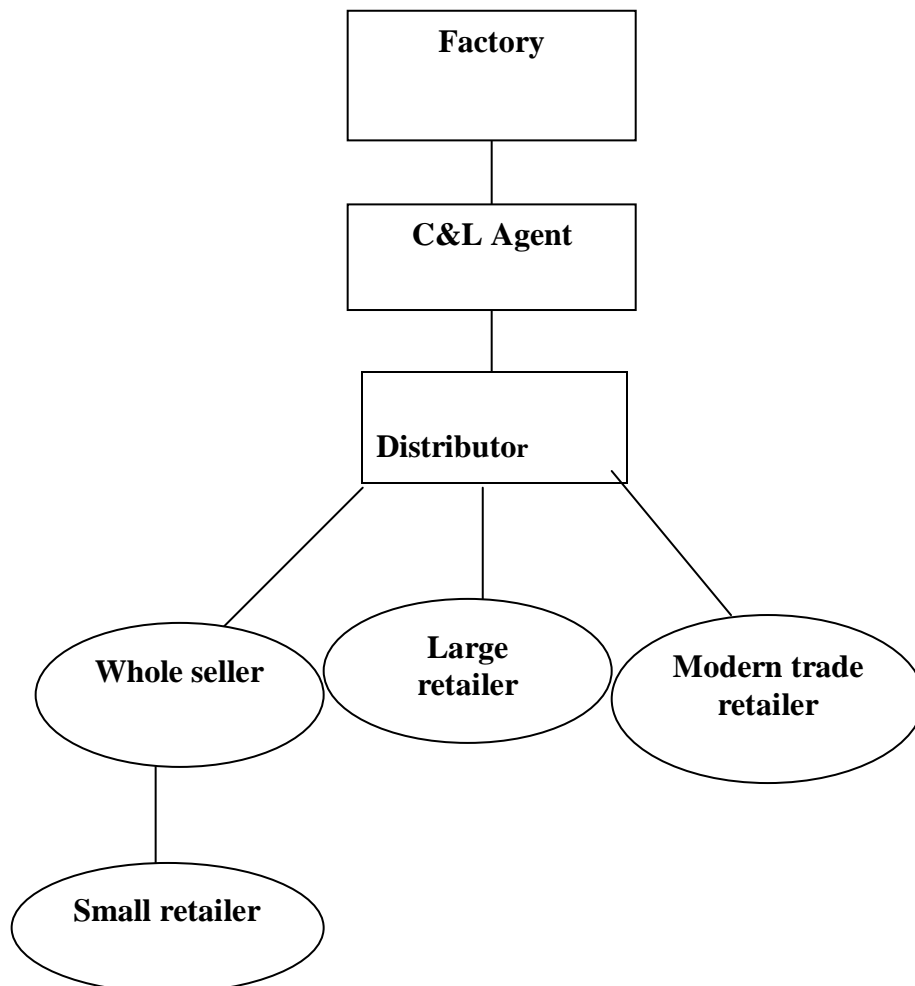 Factory
C&L Agent
Distributor
Whole seller
Large
retailer
Modern trade
retailer
Small retailer